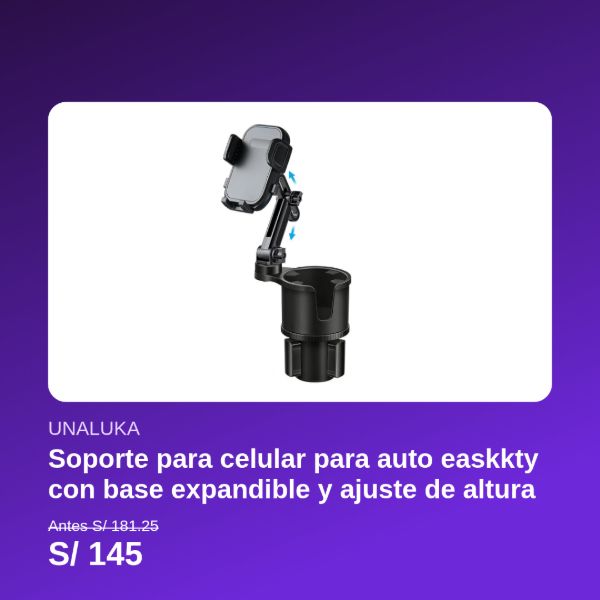 UNALUKA
Soporte para celular para auto easkkty
con base expandible y ajuste de altura
Antes S/ 181.25
S/ 145